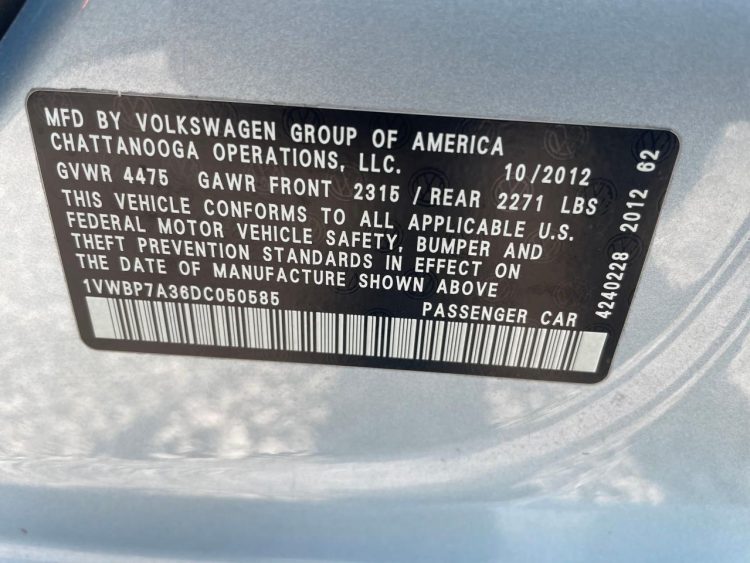 MFD BY VOLKSWAGEN GROUP OF AMERICA
CHATTANOOGA OPERATIONS, LLC. 10/2012
GVWR 4475 GAWR FRONT 2315 / REAR 2271 LBS
THIS VEHICLE CONFORMS TO ALL APPLICABLE U.S.
FEDERAL MOTOR VEHICLE SAFETY, BUMPER AND
THEFT PREVENTION STANDARDS IN EFFECT ON
THE DATE OF MANUFACTURE SHOWN ABOVE
1VWBP7A36DC050585 PASSENGER CAR
4240228 2012 62